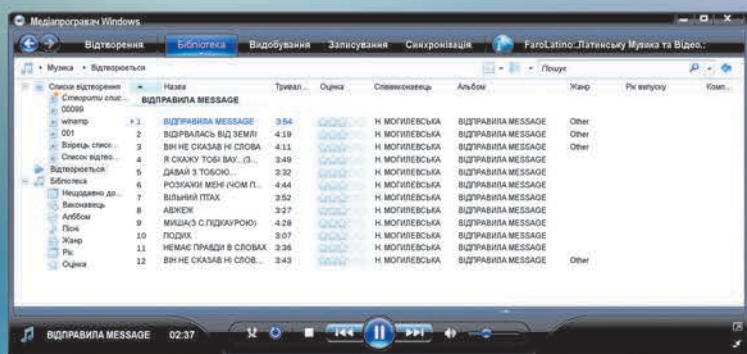 Медіапрогравач Windows
Відтворення Бібліотека Видобування Записування Синхронізація FaroLatino: Латинську Музика та Відео.:
Музика • Відтворюється Пошук
Списки відтворення Назва Тривал... Оцінка Співвиконавець Альбом Жанр Рік випуску Комп...
Створити спис... ВІДПРАВИЛА MESSAGE
00099
winamp 1 ВІДПРАВИЛА MESSAGE 3:54 Н. МОГИЛЕВСЬКА ВІДПРАВИЛА MESSAGE Other
001 2 ВІДІРВАЛАСЬ ВІД ЗЕМЛІ 4:19 Н. МОГИЛЕВСЬКА ВІДПРАВИЛА MESSAGE Other
Взірець списк... 3 ВІН НЕ СКАЗАВ НІ СЛОВА 4:11 Н. МОГИЛЕВСЬКА ВІДПРАВИЛА MESSAGE Other
Список відтво... 4 Я СКАЖУ ТОБІ ВАУ...(З... 3:49 Н. МОГИЛЕВСЬКА ВІДПРАВИЛА MESSAGE
Відтворюється 5 ДАВАЙ З ТОБОЮ... 3:32 Н. МОГИЛЕВСЬКА ВІДПРАВИЛА MESSAGE
Бібліотека 6 РОЗКАЖИ МЕНІ (ЧОМ П... 4:44 Н. МОГИЛЕВСЬКА ВІДПРАВИЛА MESSAGE
Нещодавно до... 7 ВІЛЬНИЙ ПТАХ 3:52 Н. МОГИЛЕВСЬКА ВІДПРАВИЛА MESSAGE
Виконавець 8 АВЖЕЖ 3:27 Н. МОГИЛЕВСЬКА ВІДПРАВИЛА MESSAGE
Альбом 9 МИША(З С.ПІДКАУРОЮ) 4:28 Н. МОГИЛЕВСЬКА ВІДПРАВИЛА MESSAGE
Пісні 10 ПОДИХ 3:07 Н. МОГИЛЕВСЬКА ВІДПРАВИЛА MESSAGE
Жанр 11 НЕМАЄ ПРАВДИ В СЛОВАХ 3:36 Н. МОГИЛЕВСЬКА ВІДПРАВИЛА MESSAGE
Рік 12 ВІН НЕ СКАЗАВ НІ СЛОВ... 3:43 Н. МОГИЛЕВСЬКА ВІДПРАВИЛА MESSAGE Other
Оцінка
ВІДПРАВИЛА MESSAGE 02:37